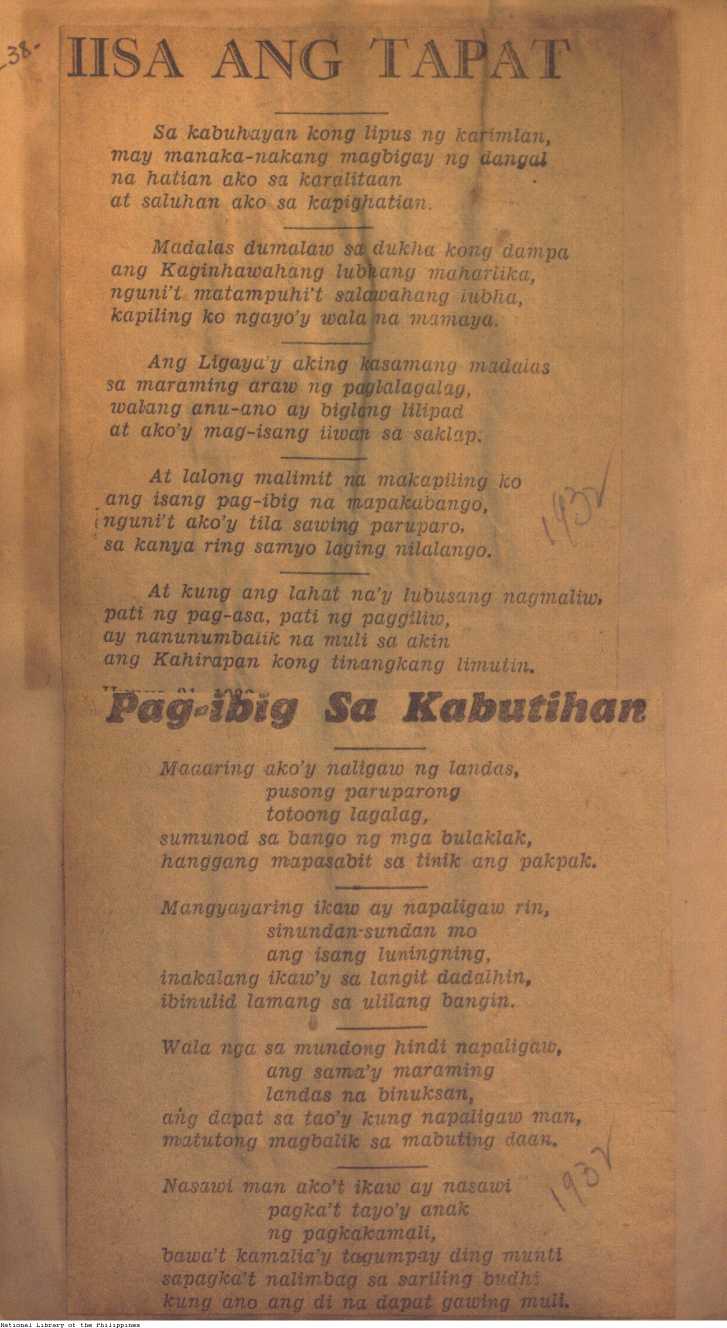 -38-
IISA ANG TAPAT
Sa kabuhayan kong lipus ng karimlan,
may manaka-nakang magbigay ng dangal
na hatian ako sa karalitaan
at saluhan ako sa kapighatian.
Madalas dumalaw sa dukha kong dampa
ang Kaginhawahang lubhang maharlika,
nguni't matampuhi't salawahang lubha,
kapiling ko ngayo'y wala na mamaya.
Ang Ligaya'y aking kasamang madalas
sa maraming araw ng paglalagalag,
walang anu-ano ay biglang lilipad
at ako'y mag-isang iiwan sa saklap.
At lalong malimit na makapiling ko
ang isang pag-ibig na mapakabango,
nguni't ako'y tila sawing paruparo,
sa kanya ring samyo laging nilalango.
1932
At kung ang lahat na'y lubusang nagmaliw,
pati ng pag-asa, pati ng paggiliw,
ay nanunumbalik na muli sa akin
ang Kahirapan kong tinangkang limutin.
Pag-ibig Sa Kabutihan
Maaaring ako'y naligaw ng landas,
pusong paruparong
totoong lagalag,
sumunod sa bango ng mga bulaklak,
hanggang mapasabit sa tinik ang pakpak.
Mangyayaring ikaw ay napaligaw rin,
sinundan-sundan mo
ang isang luningning,
inakalang ikaw'y sa langit dadalhin,
ibinulid lamang sa ulilang bangin.
Wala nga sa mundong hindi napaligaw,
ang sama'y maraming
landas na binuksan,
ang dapat sa tao'y kung napaligaw man,
matutong magbalik sa mabuting daan.
Nasawi man ako't ikaw ay nasawi
pagka't tayo'y anak
ng pagkakamali,
bawa't kamalia'y tagumpay ding munti
sapagka't nalimbag sa sariling budhi
kung ano ang di na dapat gawing muli.
1932
National Library of the Philippines